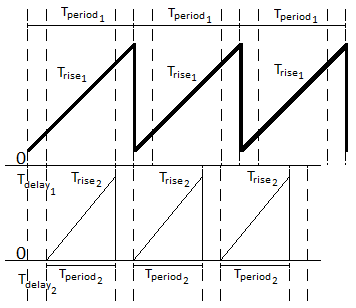 Tperiod1 Tperiod1 Tperiod1
Trise1 Trise1 Trise1
0
Tdelay1 Trise2 Trise2 Trise2
0
Tdelay2 Tperiod2 Tperiod2 Tperiod2